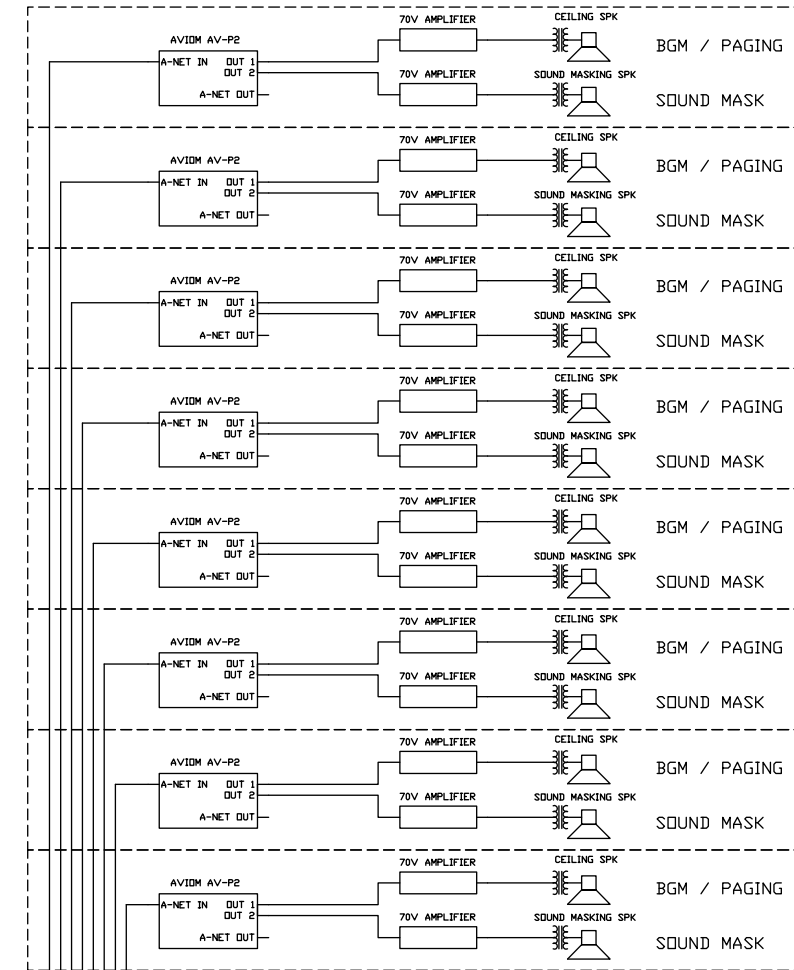 70V AMPLIFIER CEILING SPK
AVIOM AV-P2 BGM / PAGING
A-NET IN OUT 1
OUT 2 70V AMPLIFIER SOUND MASKING SPK
A-NET OUT SOUND MASK
70V AMPLIFIER CEILING SPK
AVIOM AV-P2 BGM / PAGING
A-NET IN OUT 1
OUT 2 70V AMPLIFIER SOUND MASKING SPK
A-NET OUT SOUND MASK
70V AMPLIFIER CEILING SPK
AVIOM AV-P2 BGM / PAGING
A-NET IN OUT 1
OUT 2 70V AMPLIFIER SOUND MASKING SPK
A-NET OUT SOUND MASK
70V AMPLIFIER CEILING SPK
AVIOM AV-P2 BGM / PAGING
A-NET IN OUT 1
OUT 2 70V AMPLIFIER SOUND MASKING SPK
A-NET OUT SOUND MASK
70V AMPLIFIER CEILING SPK
AVIOM AV-P2 BGM / PAGING
A-NET IN OUT 1
OUT 2 70V AMPLIFIER SOUND MASKING SPK
A-NET OUT SOUND MASK
70V AMPLIFIER CEILING SPK
AVIOM AV-P2 BGM / PAGING
A-NET IN OUT 1
OUT 2 70V AMPLIFIER SOUND MASKING SPK
A-NET OUT SOUND MASK
70V AMPLIFIER CEILING SPK
AVIOM AV-P2 BGM / PAGING
A-NET IN OUT 1
OUT 2 70V AMPLIFIER SOUND MASKING SPK
A-NET OUT SOUND MASK
70V AMPLIFIER CEILING SPK
AVIOM AV-P2 BGM / PAGING
A-NET IN OUT 1
OUT 2 70V AMPLIFIER SOUND MASKING SPK
A-NET OUT SOUND MASK